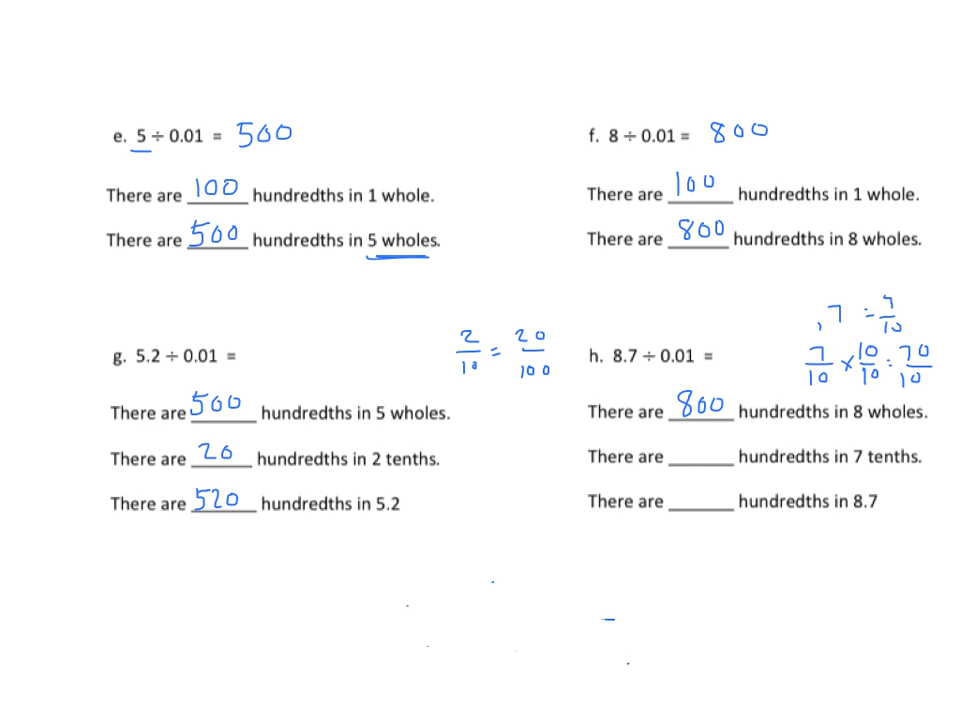 e. 5 ÷ 0.01 = 500
There are 100 hundredths in 1 whole.
There are 500 hundredths in 5 wholes.
f. 8 ÷ 0.01 = 800
There are 100 hundredths in 1 whole.
There are 800 hundredths in 8 wholes.
g. 5.2 ÷ 0.01 =
2/10 = 20/100
There are 500 hundredths in 5 wholes.
There are 20 hundredths in 2 tenths.
There are 520 hundredths in 5.2
.7 = 7/10
h. 8.7 ÷ 0.01 =
7/10 x 10/10 = 70/10
There are 800 hundredths in 8 wholes.
There are ______ hundredths in 7 tenths.
There are ______ hundredths in 8.7